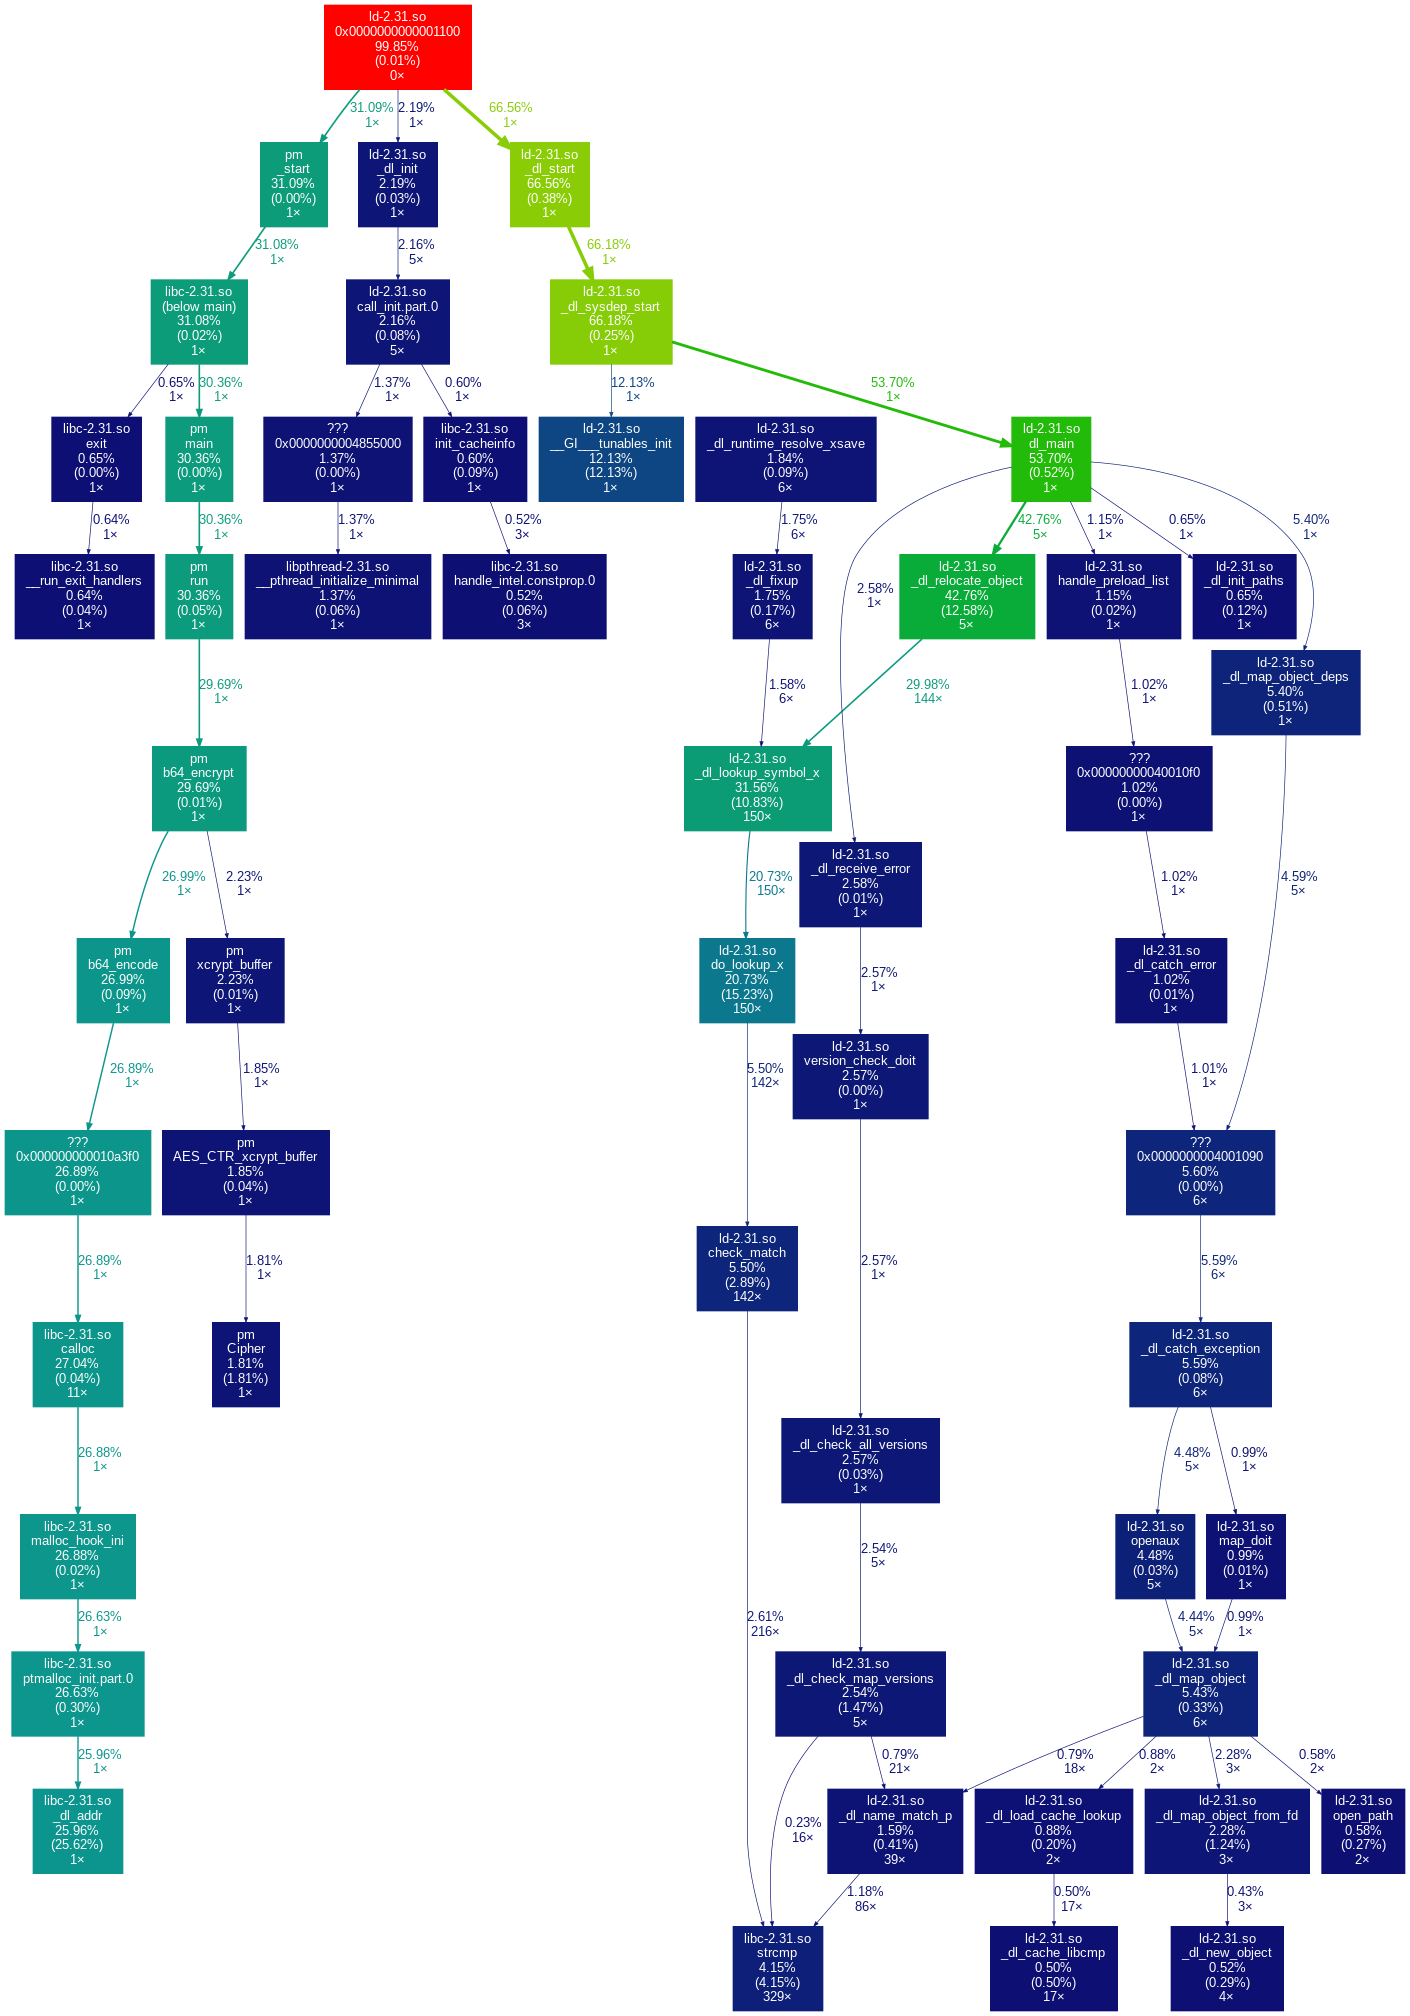 ld-2.31.so
0x0000000000001100
99.85%
(0.01%)
0×
31.09%
1×
2.19%
1×
66.56%
1×
pm
_start
31.09%
(0.00%)
1×
ld-2.31.so
_dl_init
2.19%
(0.03%)
1×
ld-2.31.so
_dl_start
66.56%
(0.38%)
1×
31.08%
1×
2.16%
5×
66.18%
1×
libc-2.31.so
(below main)
31.08%
(0.02%)
1×
ld-2.31.so
call_init.part.0
2.16%
(0.08%)
5×
ld-2.31.so
_dl_sysdep_start
66.18%
(0.25%)
1×
0.65%
1×
30.36%
1×
1.37%
1×
0.60%
1×
12.13%
1×
53.70%
1×
libc-2.31.so
exit
0.65%
(0.00%)
1×
pm
main
30.36%
(0.00%)
1×
???
0x0000000004855000
1.37%
(0.00%)
1×
libc-2.31.so
init_cacheinfo
0.60%
(0.09%)
1×
ld-2.31.so
__GI___tunables_init
12.13%
(12.13%)
1×
ld-2.31.so
_dl_runtime_resolve_xsave
1.84%
(0.09%)
6×
ld-2.31.so
dl_main
53.70%
(0.52%)
1×
0.64%
1×
30.36%
1×
1.37%
1×
0.52%
3×
1.75%
6×
42.76%
5×
1.15%
1×
0.65%
1×
5.40%
1×
libc-2.31.so
__run_exit_handlers
0.64%
(0.04%)
1×
pm
run
30.36%
(0.05%)
1×
libpthread-2.31.so
__pthread_initialize_minimal
1.37%
(0.06%)
1×
libc-2.31.so
handle_intel.constprop.0
0.52%
(0.06%)
3×
ld-2.31.so
_dl_fixup
1.75%
(0.17%)
6×
2.58%
1×
ld-2.31.so
_dl_relocate_object
42.76%
(12.58%)
5×
ld-2.31.so
handle_preload_list
1.15%
(0.02%)
1×
ld-2.31.so
_dl_init_paths
0.65%
(0.12%)
1×
ld-2.31.so
_dl_map_object_deps
5.40%
(0.51%)
1×
29.69%
1×
1.58%
6×
29.98%
144×
1.02%
1×
pm
b64_encrypt
29.69%
(0.01%)
1×
ld-2.31.so
_dl_lookup_symbol_x
31.56%
(10.83%)
150×
???
0x00000000040010f0
1.02%
(0.00%)
1×
26.99%
1×
2.23%
1×
20.73%
150×
ld-2.31.so
_dl_receive_error
2.58%
(0.01%)
1×
1.02%
1×
4.59%
5×
pm
b64_encode
26.99%
(0.09%)
1×
pm
xcrypt_buffer
2.23%
(0.01%)
1×
ld-2.31.so
do_lookup_x
20.73%
(15.23%)
150×
2.57%
1×
ld-2.31.so
_dl_catch_error
1.02%
(0.01%)
1×
26.89%
1×
1.85%
1×
5.50%
142×
ld-2.31.so
version_check_doit
2.57%
(0.00%)
1×
1.01%
1×
???
0x000000000010a3f0
26.89%
(0.00%)
1×
pm
AES_CTR_xcrypt_buffer
1.85%
(0.04%)
1×
???
0x0000000004001090
5.60%
(0.00%)
6×
26.89%
1×
1.81%
1×
ld-2.31.so
check_match
5.50%
(2.89%)
142×
2.57%
1×
5.59%
6×
libc-2.31.so
calloc
27.04%
(0.04%)
11×
pm
Cipher
1.81%
(1.81%)
1×
ld-2.31.so
_dl_catch_exception
5.59%
(0.08%)
6×
26.88%
1×
ld-2.31.so
_dl_check_all_versions
2.57%
(0.03%)
1×
4.48%
5×
0.99%
1×
libc-2.31.so
malloc_hook_ini
26.88%
(0.02%)
1×
2.54%
5×
ld-2.31.so
openaux
4.48%
(0.03%)
5×
ld-2.31.so
map_doit
0.99%
(0.01%)
1×
26.63%
1×
2.61%
216×
4.44%
5×
0.99%
1×
libc-2.31.so
ptmalloc_init.part.0
26.63%
(0.30%)
1×
ld-2.31.so
_dl_check_map_versions
2.54%
(1.47%)
5×
ld-2.31.so
_dl_map_object
5.43%
(0.33%)
6×
25.96%
1×
0.79%
21×
0.79%
18×
0.88%
2×
2.28%
3×
0.58%
2×
libc-2.31.so
_dl_addr
25.96%
(25.62%)
1×
0.23%
16×
ld-2.31.so
_dl_name_match_p
1.59%
(0.41%)
39×
ld-2.31.so
_dl_load_cache_lookup
0.88%
(0.20%)
2×
ld-2.31.so
_dl_map_object_from_fd
2.28%
(1.24%)
3×
ld-2.31.so
open_path
0.58%
(0.27%)
2×
1.18%
86×
0.50%
17×
0.43%
3×
libc-2.31.so
strcmp
4.15%
(4.15%)
329×
ld-2.31.so
_dl_cache_libcmp
0.50%
(0.50%)
17×
ld-2.31.so
_dl_new_object
0.52%
(0.29%)
4×